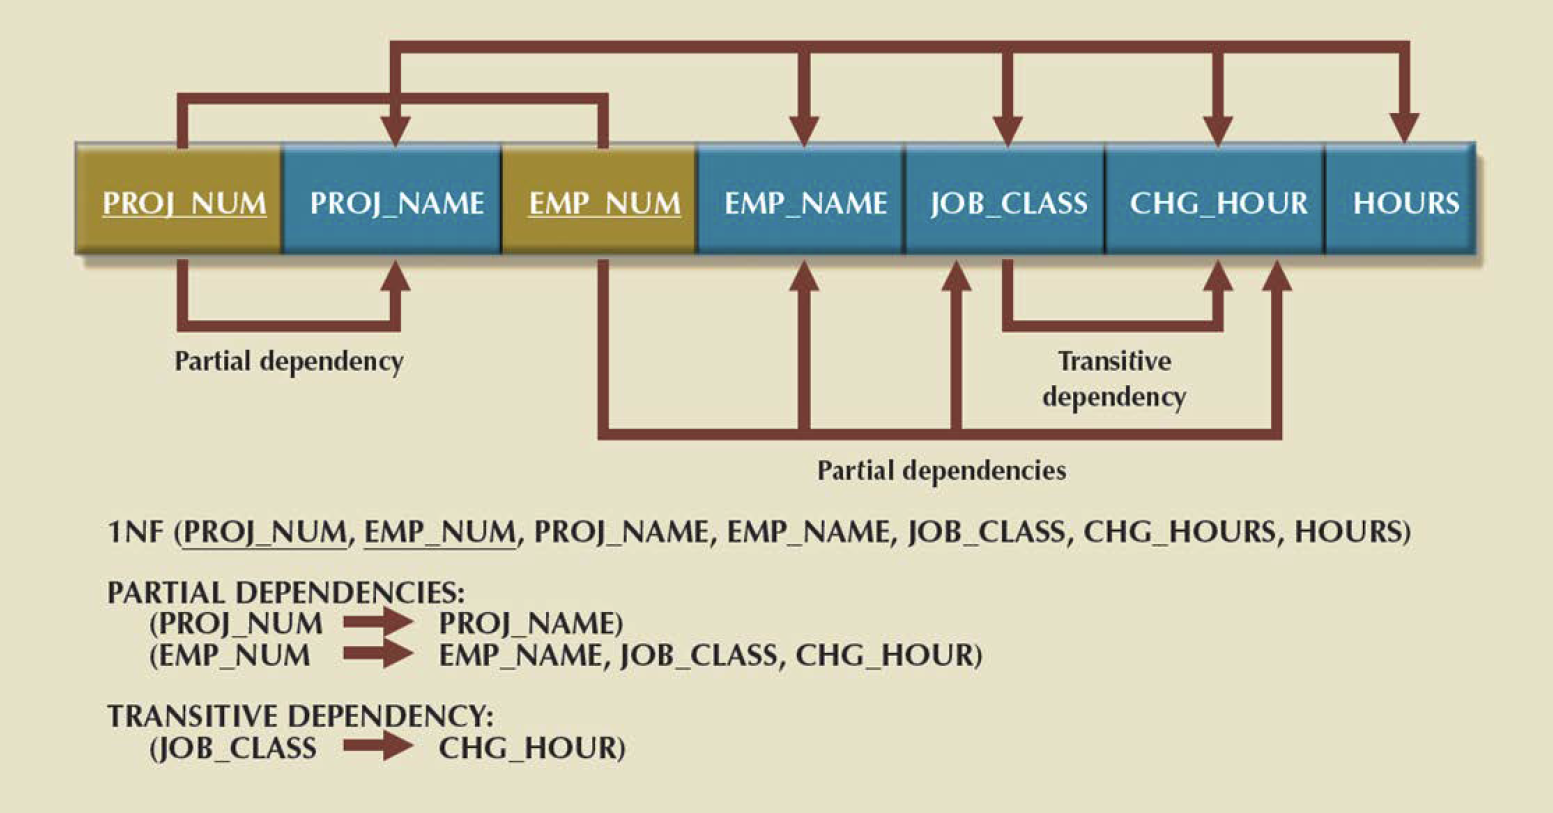 PROJ_NUM PROJ_NAME EMP_NUM EMP_NAME JOB_CLASS CHG_HOUR HOURS
Partial dependency
Transitive
dependency
Partial dependencies
1NF (PROJ_NUM, EMP_NUM, PROJ_NAME, EMP_NAME, JOB_CLASS, CHG_HOURS, HOURS)
PARTIAL DEPENDENCIES:
(PROJ_NUM PROJ_NAME)
(EMP_NUM EMP_NAME, JOB_CLASS, CHG_HOUR)
TRANSITIVE DEPENDENCY:
(JOB_CLASS CHG_HOUR)